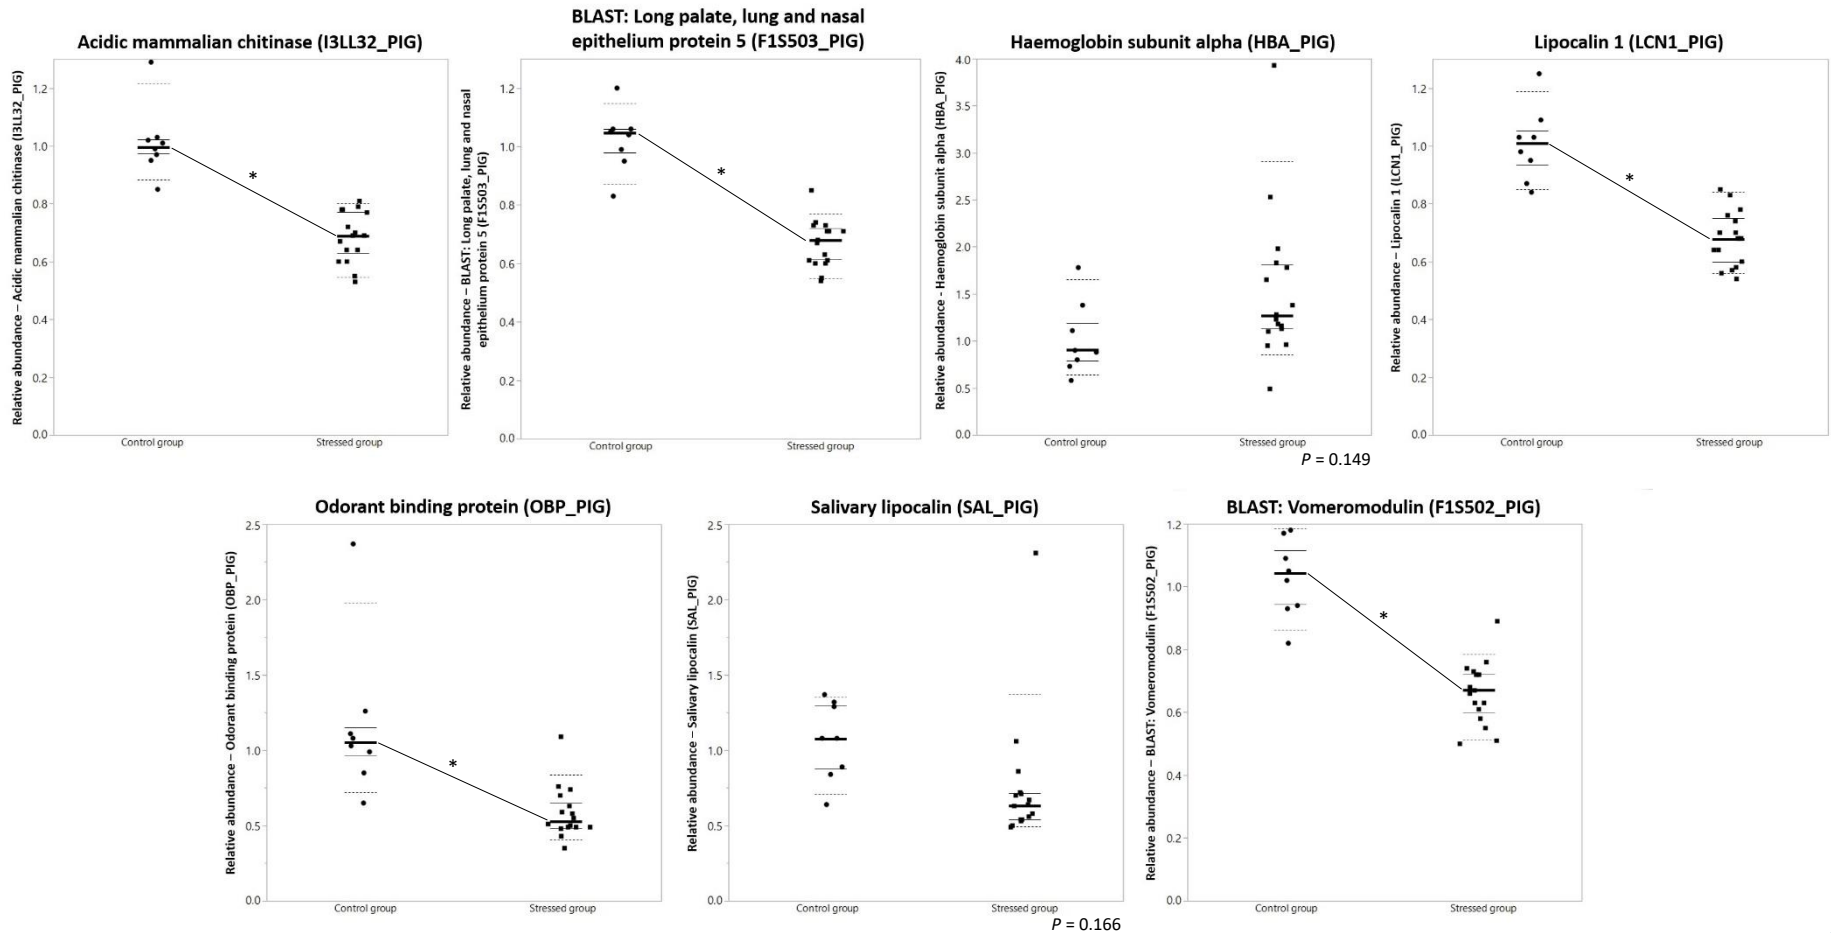 Acidic mammalian chitinase (I3LL32_PIG)
Relative abundance – Acidic mammalian chitinase (I3LL32_PIG)
1.2
1.0
0.8
0.6
0.4
0.2
0.0
*
Control group
Stressed group
BLAST: Long palate, lung and nasal
epithelium protein 5 (F1S503_PIG)
Relative abundance – BLAST: Long palate, lung and nasal
epithelium protein 5 (F1S503_PIG)
1.2
1.0
0.8
0.6
0.4
0.2
0.0
*
Control group
Stressed group
Haemoglobin subunit alpha (HBA_PIG)
Relative abundance - Haemoglobin subunit alpha (HBA_PIG)
4.0
3.5
3.0
2.5
2.0
1.5
1.0
0.5
0.0
Control group
Stressed group
P = 0.149
Lipocalin 1 (LCN1_PIG)
Relative abundance – Lipocalin 1 (LCN1_PIG)
1.2
1.0
0.8
0.6
0.4
0.2
0.0
*
Control group
Stressed group
Odorant binding protein (OBP_PIG)
Relative abundance – Odorant binding protein (OBP_PIG)
2.5
2.0
1.5
1.0
0.5
0.0
*
Control group
Stressed group
Salivary lipocalin (SAL_PIG)
Relative abundance – Salivary lipocalin (SAL_PIG)
2.5
2.0
1.5
1.0
0.5
0.0
Control group
Stressed group
P = 0.166
BLAST: Vomeromodulin (F1S502_PIG)
Relative abundance – BLAST: Vomeromodulin (F1S502_PIG)
1.2
1.0
0.8
0.6
0.4
0.2
0.0
*
Control group
Stressed group